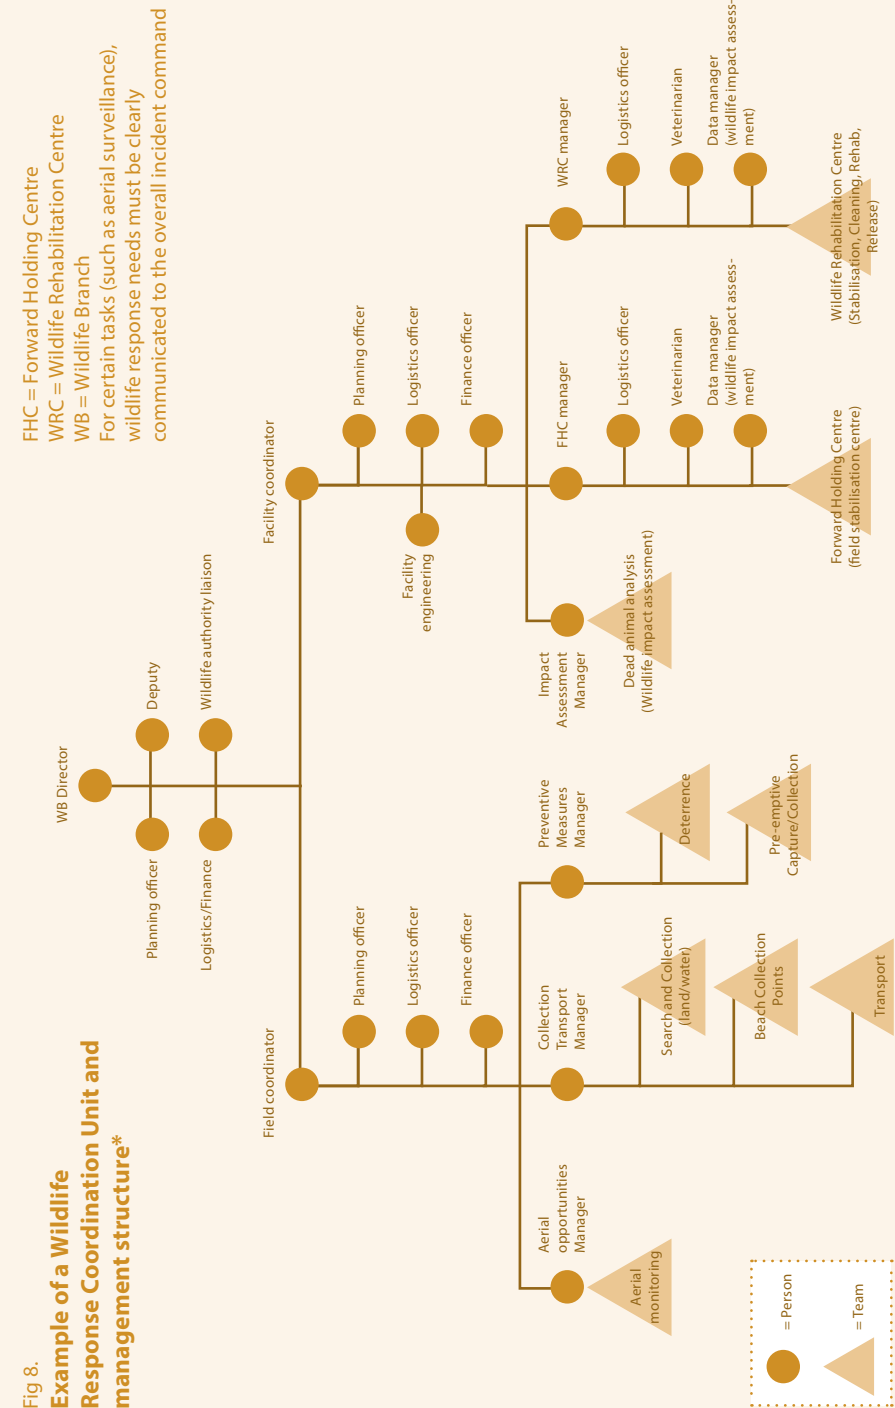 Fig 8.
Example of a Wildlife
Response Coordination Unit and
management structure*
FHC = Forward Holding Centre
WRC = Wildlife Rehabilitation Centre
WB = Wildlife Branch
For certain tasks (such as aerial surveillance),
wildlife response needs must be clearly
communicated to the overall incident command
WB Director
Planning officer
Deputy
Logistics/Finance
Wildlife authority liaison
Field coordinator
Planning officer
Logistics officer
Finance officer
Aerial
opportunities
Manager
Aerial
monitoring
Collection
Transport
Manager
Search and Collection
(land/water)
Beach Collection
Points
Transport
Preventive
Measures
Manager
Deterrence
Pre-emptive
Capture/Collection
Facility coordinator
Planning officer
Logistics officer
Facility
engineering
Finance officer
Impact
Assessment
Manager
Dead animal analysis
(Wildlife impact assessment)
FHC manager
Logistics officer
Veterinarian
Data manager
(wildlife impact assess-
ment)
Forward Holding Centre
(field stabilisation centre)
WRC manager
Logistics officer
Veterinarian
Data manager
(wildlife impact assess-
ment)
Wildlife Rehabilitation Centre
(Stabilisation, Cleaning, Rehab,
Release)
= Person
= Team